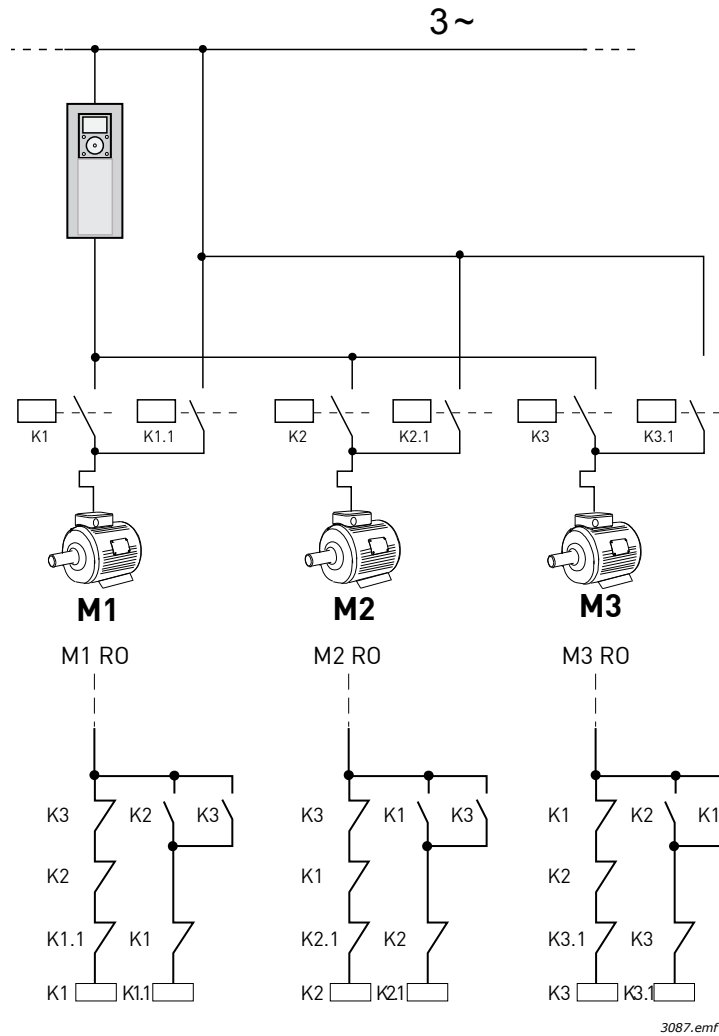 3~
K1 K1.1 K2 K2.1 K3 K3.1
M1 M2 M3
M1 RO M2 RO M3 RO
K3 K2 K3 K3 K1 K3 K1 K2 K1
K2 K1 K2
K1.1 K1 K2.1 K2 K3.1 K3
K1 K1.1 K2 K2.1 K3 K3.1
3087.emf